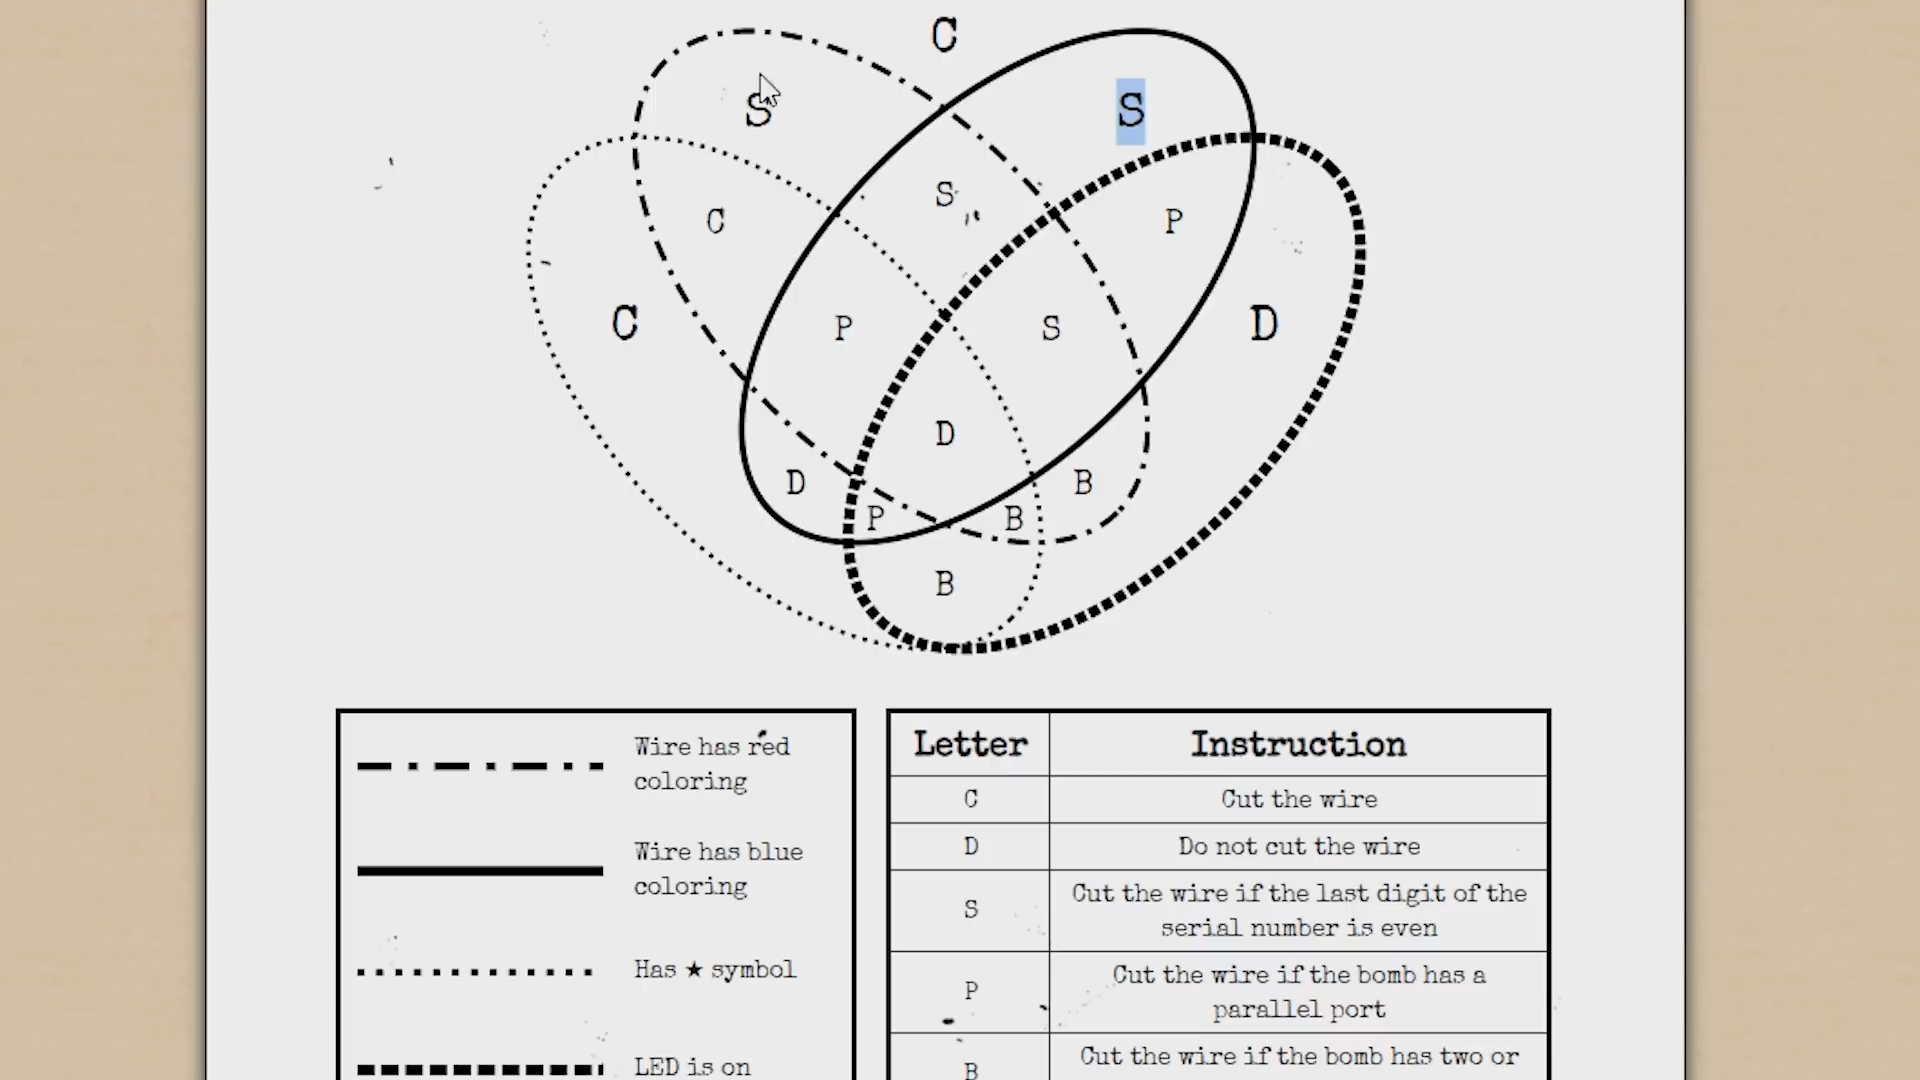 C
S S
S
C P
C P S D
D
D B
P B
B
Wire has red
coloring
Wire has blue
coloring
Has ★ symbol
LED is on
Letter Instruction
C Cut the wire
D Do not cut the wire
S Cut the wire if the last digit of the
serial number is even
P Cut the wire if the bomb has a
parallel port
B Cut the wire if the bomb has two or